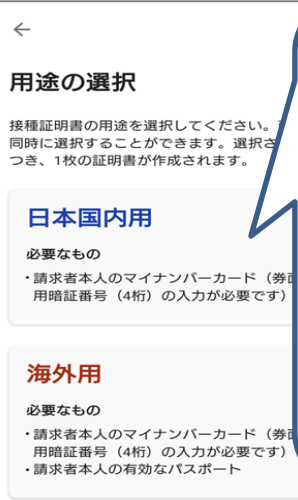 用途の選択
接種証明書の用途を選択してください。
同時に選択することができます。選択さ
つき、1枚の証明書が作成されます。
日本国内用
必要なもの
・請求者本人のマイナンバーカード（券面
用暗証番号（4桁）の入力が必要です）
海外用
必要なもの
・請求者本人のマイナンバーカード（券面
用暗証番号（4桁）の入力が必要です）
・請求者本人の有効なパスポート